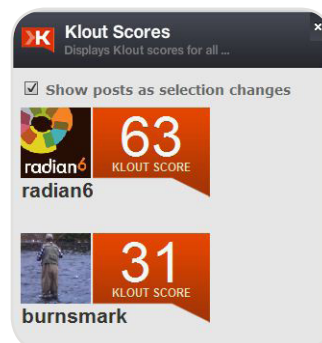 Klout Scores
Displays Klout scores for all ...
×
Show posts as selection changes
radian6
63
KLOUT SCORE
radian6
31
KLOUT SCORE
burnsmark